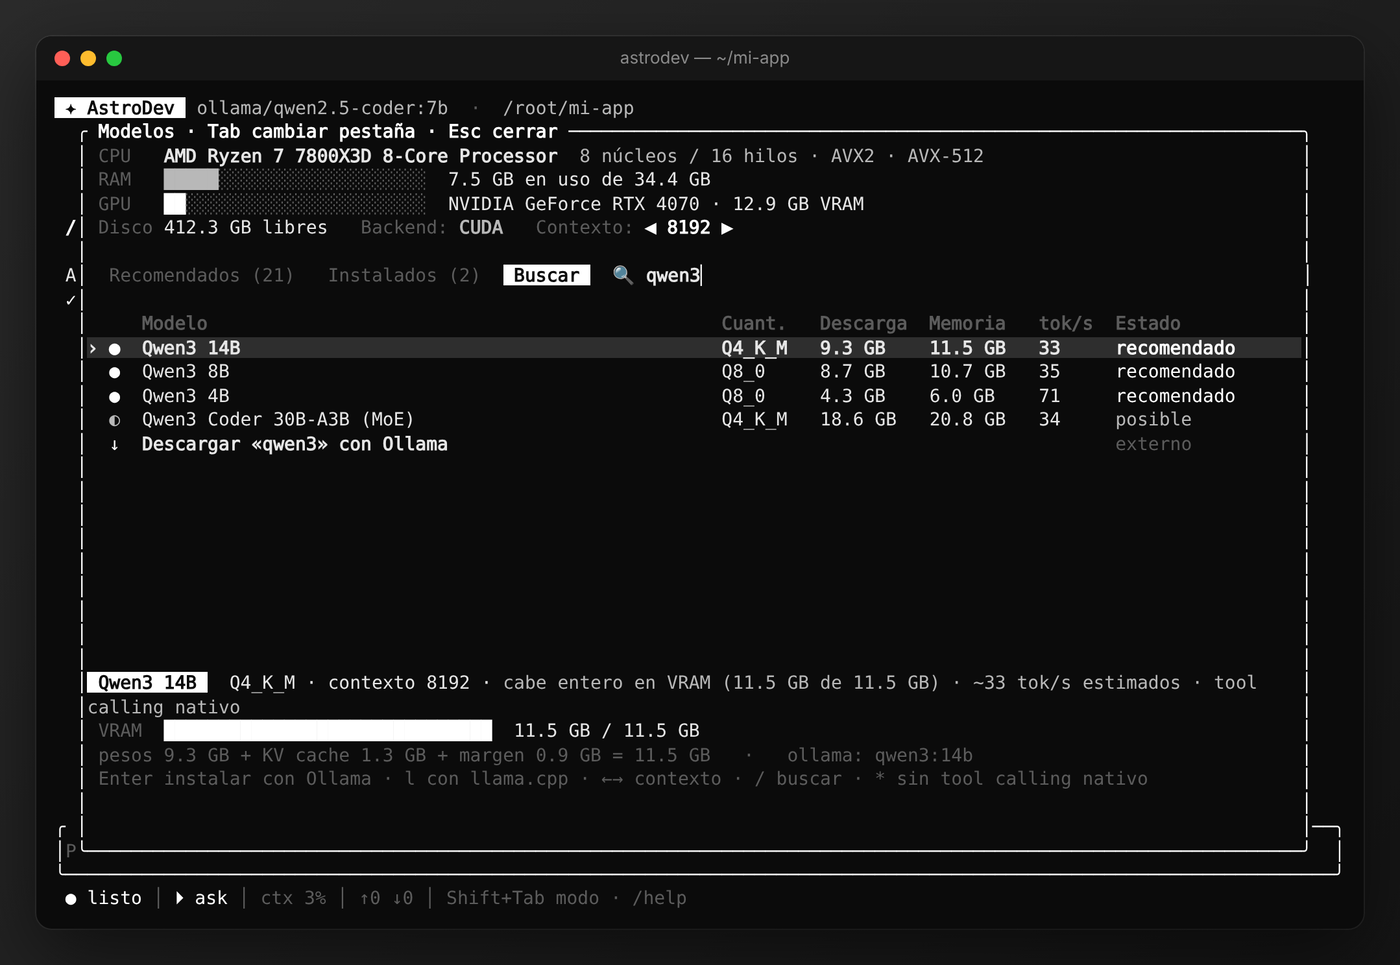 astrodev — ~/mi-app
✦ AstroDev ollama/qwen2.5-coder:7b · /root/mi-app
Modelos · Tab cambiar pestaña · Esc cerrar
CPU AMD Ryzen 7 7800X3D 8-Core Processor 8 núcleos / 16 hilos · AVX2 · AVX-512
RAM 7.5 GB en uso de 34.4 GB
GPU NVIDIA GeForce RTX 4070 · 12.9 GB VRAM
/ Disco 412.3 GB libres Backend: CUDA Contexto: ◀ 8192 ▶
A Recomendados (21) Instalados (2) Buscar 🔍 qwen3
✓
Modelo Cuant. Descarga Memoria tok/s Estado
› ● Qwen3 14B Q4_K_M 9.3 GB 11.5 GB 33 recomendado
● Qwen3 8B Q8_0 8.7 GB 10.7 GB 35 recomendado
● Qwen3 4B Q8_0 4.3 GB 6.0 GB 71 recomendado
◐ Qwen3 Coder 30B-A3B (MoE) Q4_K_M 18.6 GB 20.8 GB 34 posible
↓ Descargar «qwen3» con Ollama externo
Qwen3 14B Q4_K_M · contexto 8192 · cabe entero en VRAM (11.5 GB de 11.5 GB) · ~33 tok/s estimados · tool
calling nativo
VRAM 11.5 GB / 11.5 GB
pesos 9.3 GB + KV cache 1.3 GB + margen 0.9 GB = 11.5 GB · ollama: qwen3:14b
Enter instalar con Ollama · l con llama.cpp · ←→ contexto · / buscar · * sin tool calling nativo
P
● listo │ ⏵ ask │ ctx 3% │ ↑0 ↓0 │ Shift+Tab modo · /help